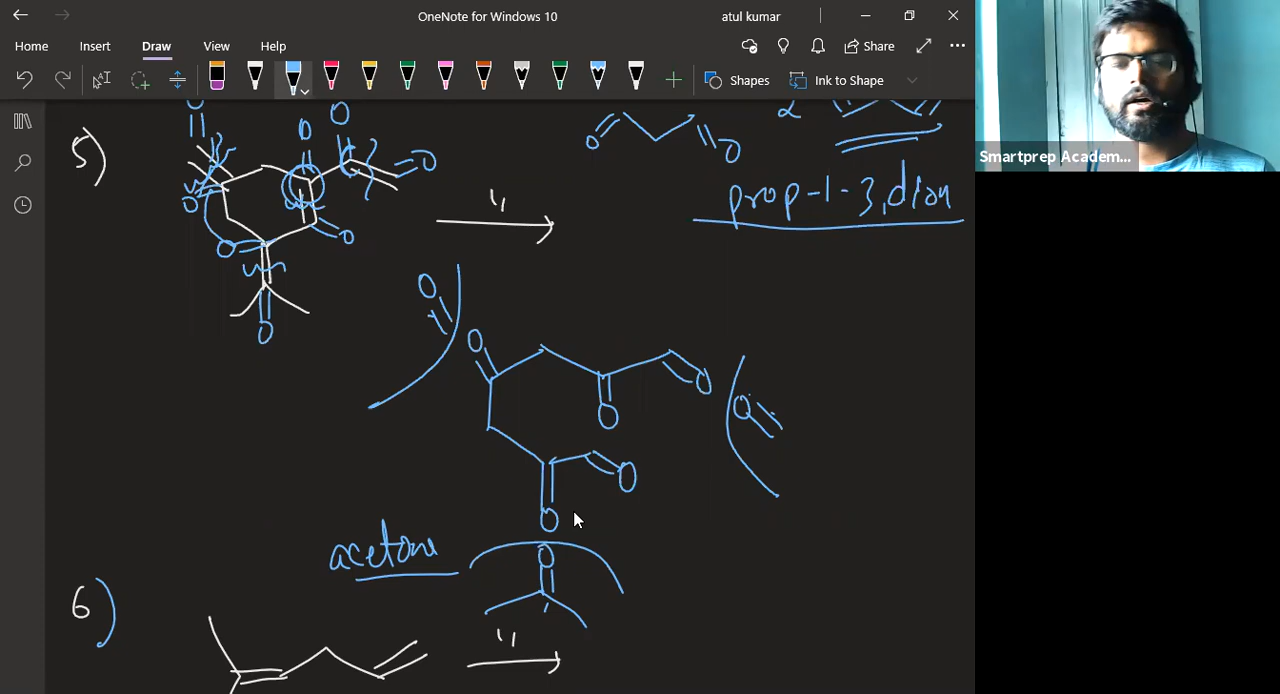 OneNote for Windows 10
atul kumar
Home Insert Draw View Help
Share
Shapes
Ink to Shape
Smartprep Academ...
5)
O
O
O
O
O
O
O
O
O
2
"
prop-1-3,dion
O
O
O
O
O
O
O
acetone
O
6)
"